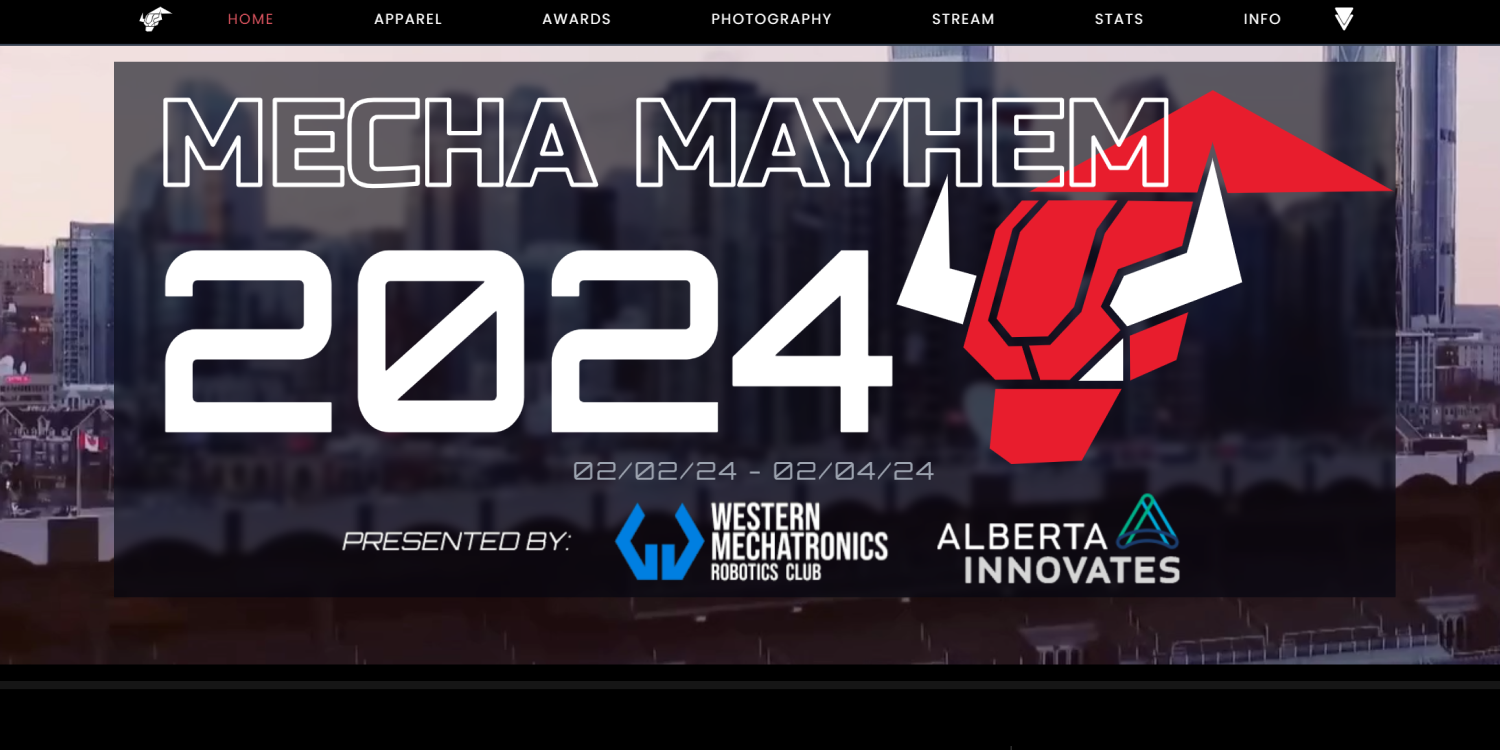 HOME APPAREL AWARDS PHOTOGRAPHY STREAM STATS INFO
MECHA MAYHEM
2024
02/02/24 - 02/04/24
PRESENTED BY:
WESTERN
MECHATRONICS
ROBOTICS CLUB
ALBERTA
INNOVATES